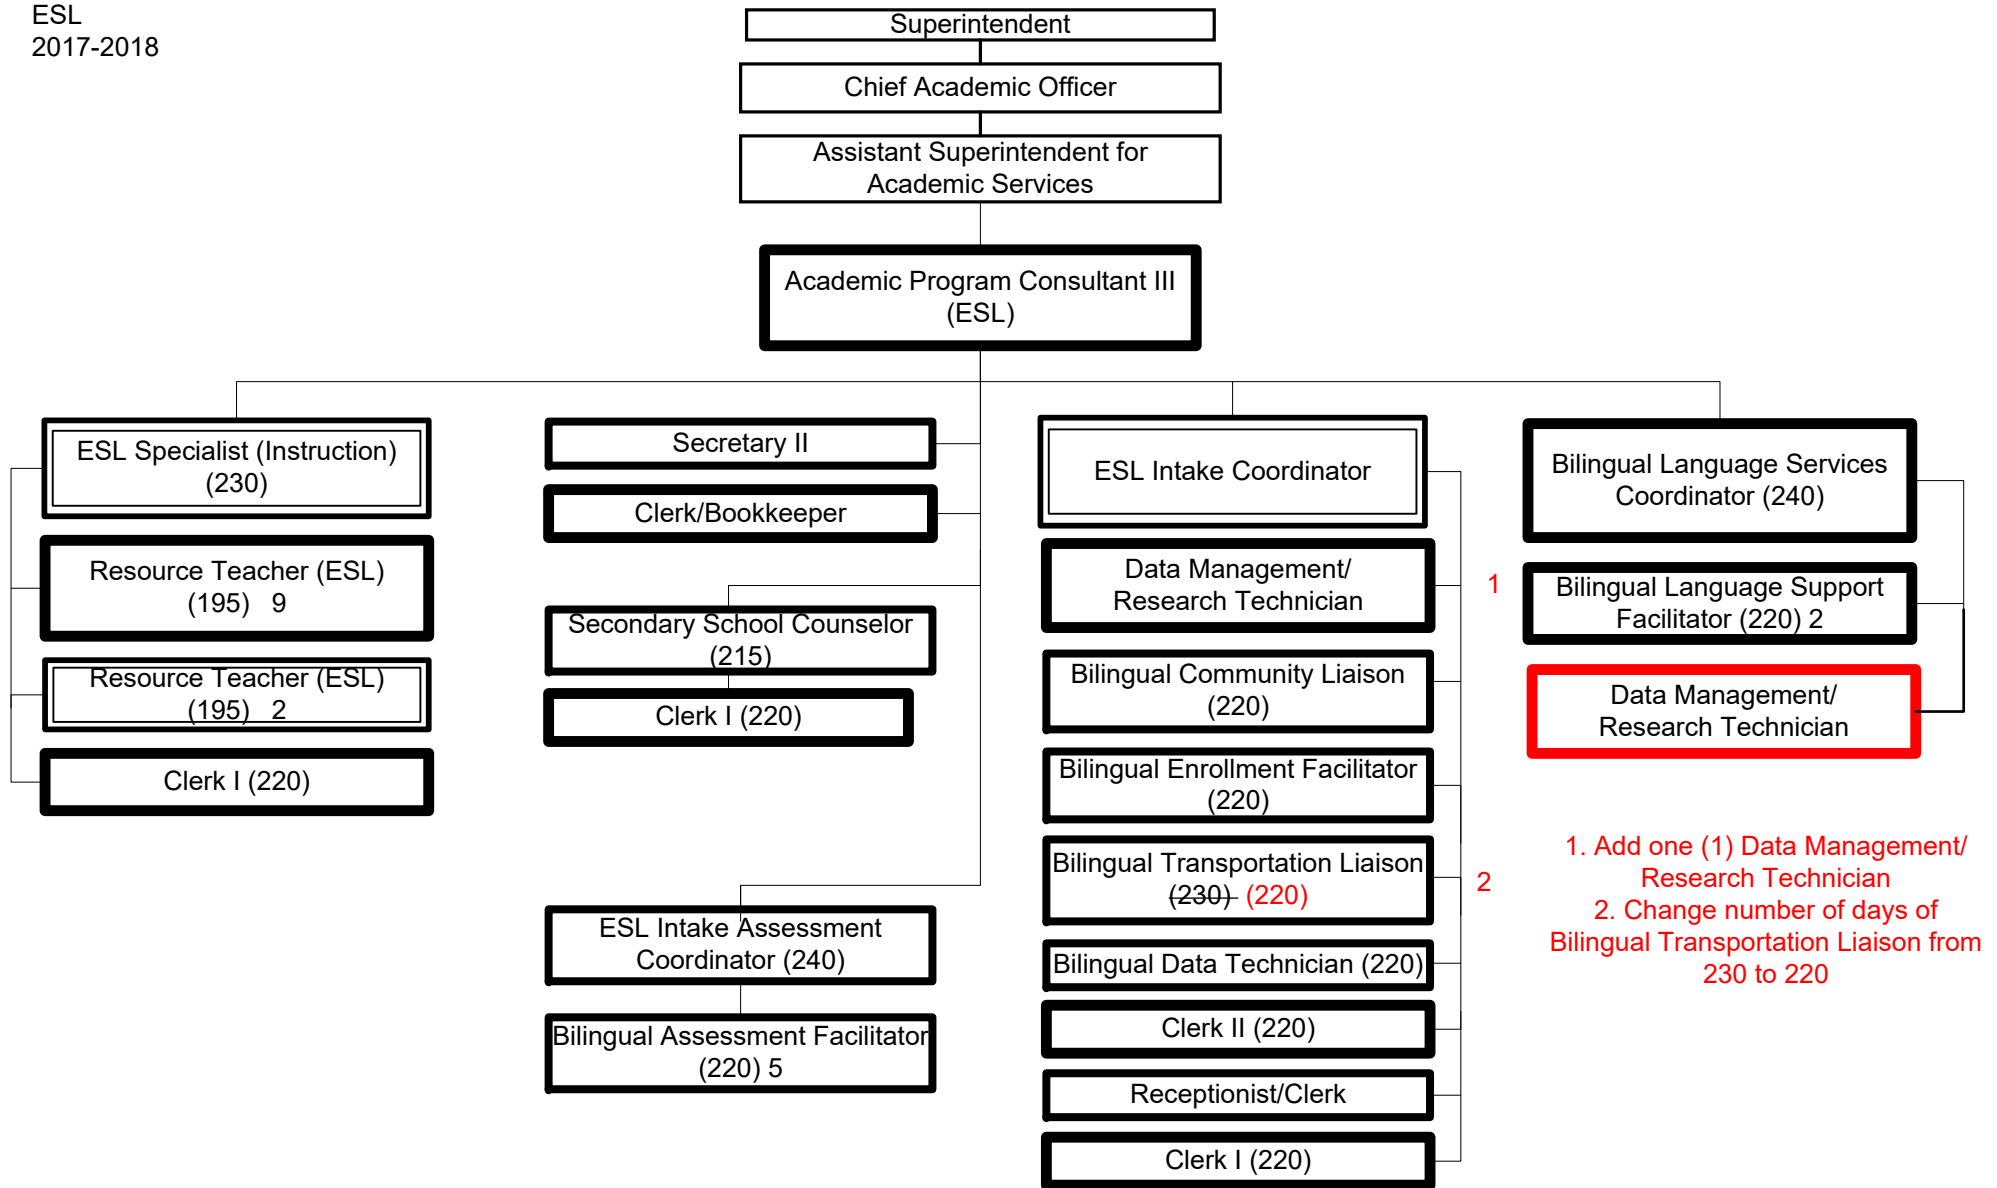 ESL
2017-2018
Superintendent
Chief Academic Officer
Assistant Superintendent for
Academic Services
Academic Program Consultant III
(ESL)
ESL Specialist (Instruction)
(230)
Resource Teacher (ESL)
(195) 9
Resource Teacher (ESL)
(195) 2
Clerk I (220)
Secretary II
Clerk/Bookkeeper
Secondary School Counselor
(215)
Clerk I (220)
ESL Intake Assessment
Coordinator (240)
Bilingual Assessment Facilitator
(220) 5
ESL Intake Coordinator
Data Management/
Research Technician
1
Bilingual Community Liaison
(220)
Bilingual Enrollment Facilitator
(220)
Bilingual Transportation Liaison
(230) (220)
2
Bilingual Data Technician (220)
Clerk II (220)
Receptionist/Clerk
Clerk I (220)
Bilingual Language Services
Coordinator (240)
Bilingual Language Support
Facilitator (220) 2
Data Management/
Research Technician
1. Add one (1) Data Management/
Research Technician
2. Change number of days of
Bilingual Transportation Liaison from
230 to 220